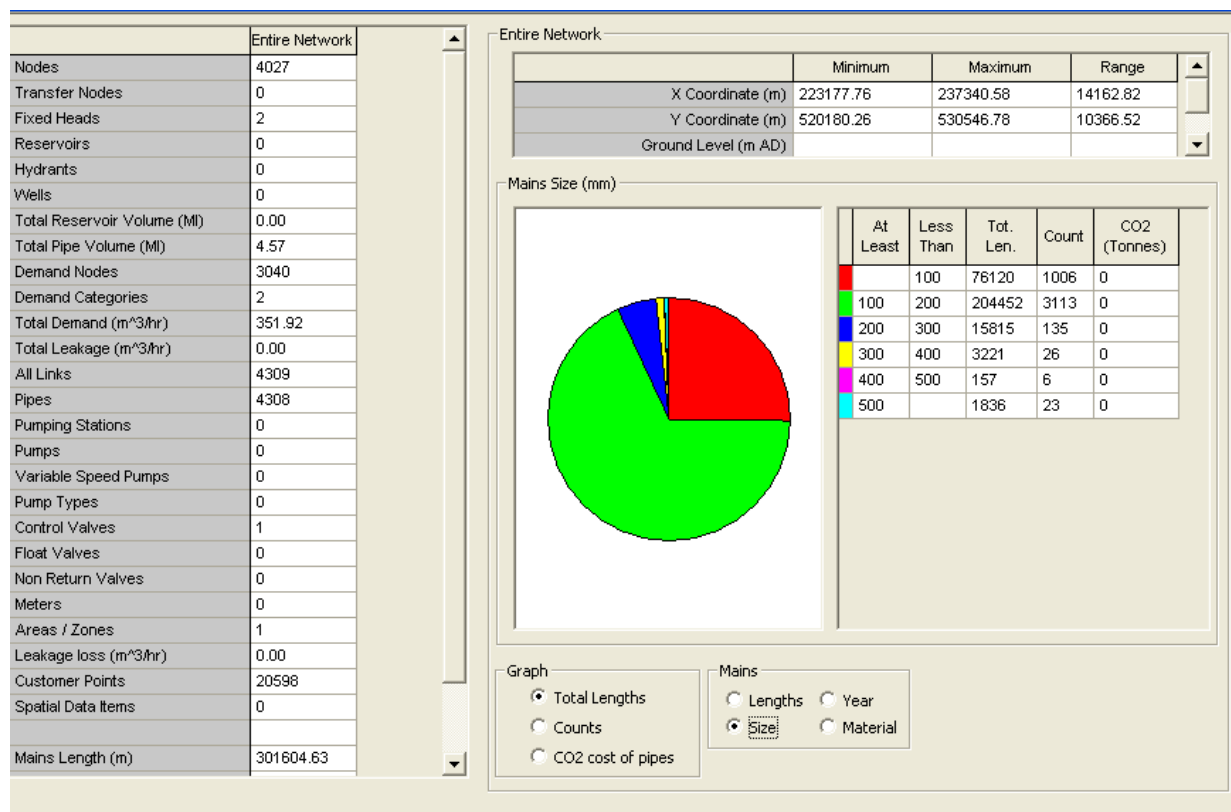 Entire Network
Nodes 4027
Transfer Nodes 0
Fixed Heads 2
Reservoirs 0
Hydrants 0
Wells 0
Total Reservoir Volume (Ml) 0.00
Total Pipe Volume (Ml) 4.57
Demand Nodes 3040
Demand Categories 2
Total Demand (m^3/hr) 351.92
Total Leakage (m^3/hr) 0.00
All Links 4309
Pipes 4308
Pumping Stations 0
Pumps 0
Variable Speed Pumps 0
Pump Types 0
Control Valves 1
Float Valves 0
Non Return Valves 0
Meters 0
Areas / Zones 1
Leakage loss (m^3/hr) 0.00
Customer Points 20598
Spatial Data Items 0
Mains Length (m) 301604.63
Entire Network
Minimum Maximum Range
X Coordinate (m) 223177.76 237340.58 14162.82
Y Coordinate (m) 520180.26 530546.78 10366.52
Ground Level (m AD)
Mains Size (mm)
At Least Less Than Tot. Len. Count CO2 (Tonnes)
100 76120 1006 0
100 200 204452 3113 0
200 300 15815 135 0
300 400 3221 26 0
400 500 157 6 0
500 1836 23 0
Graph
Total Lengths
Counts
CO2 cost of pipes
Mains
Lengths Year
Size Material